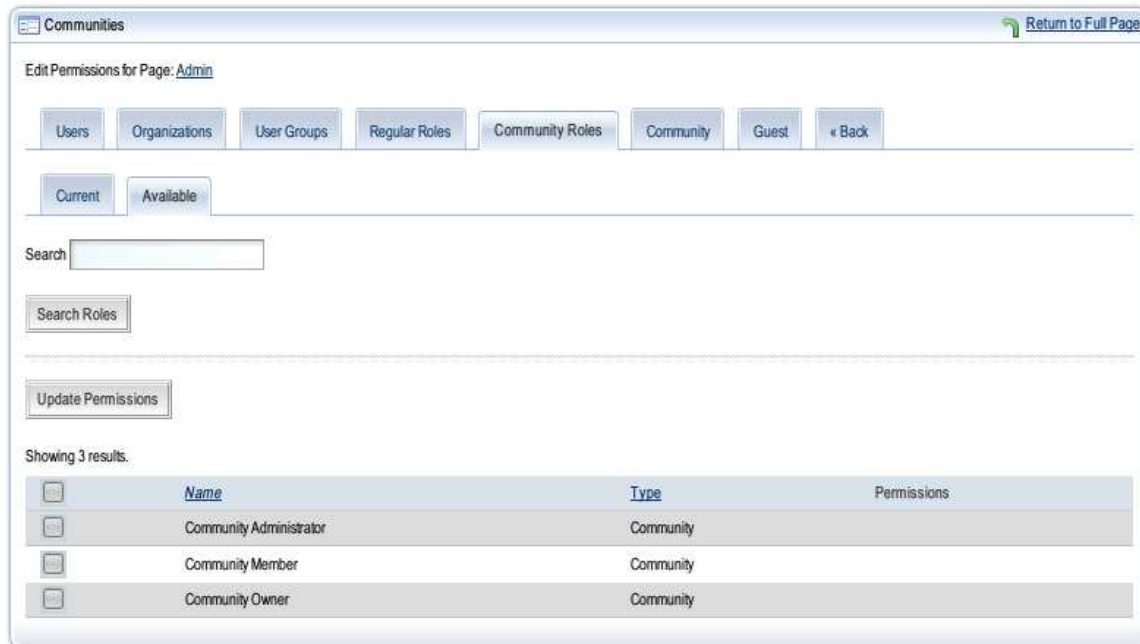 Communities Return to Full Page
Edit Permissions for Page: Admin
Users Organizations User Groups Regular Roles Community Roles Community Guest « Back
Current Available
Search
Search Roles
Update Permissions
Showing 3 results.
Name Type Permissions
Community Administrator Community
Community Member Community
Community Owner Community